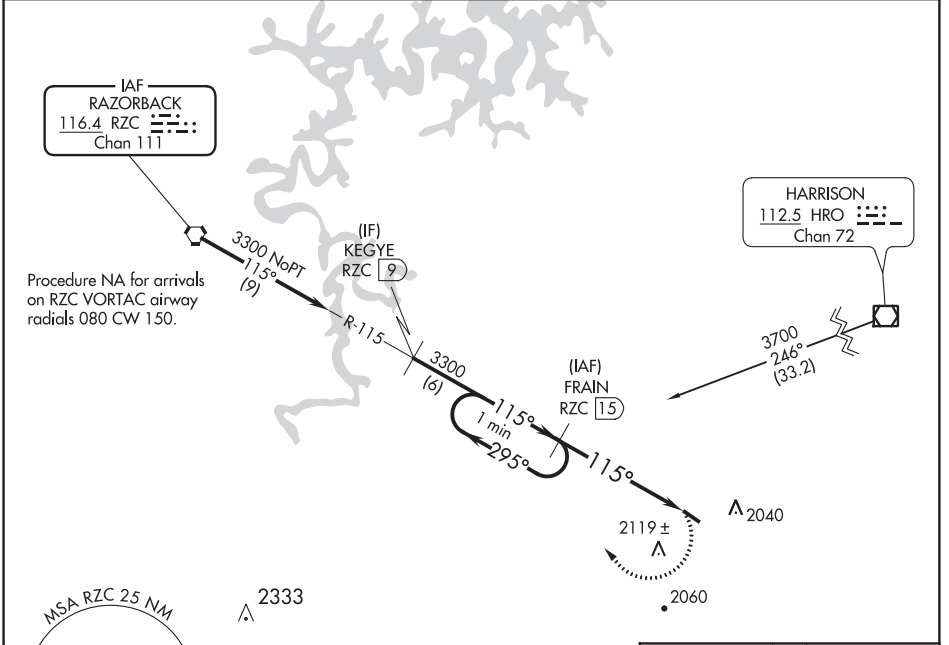 IAF
RAZORBACK
116.4 RZC
Chan 111
HARRISON
112.5 HRO
Chan 72
(IF)
KEGYE
RZC 9
3300 NoPT
115°
(9)
Procedure NA for arrivals
on RZC VORTAC airway
radials 080 CW 150.
R-115
3300
(6)
3700
246°
(33.2)
(IAF)
FRAIN
RZC 15
115°
1 min
295°
115°
2040
2119 ±
2060
2333
MSA RZC 25 NM